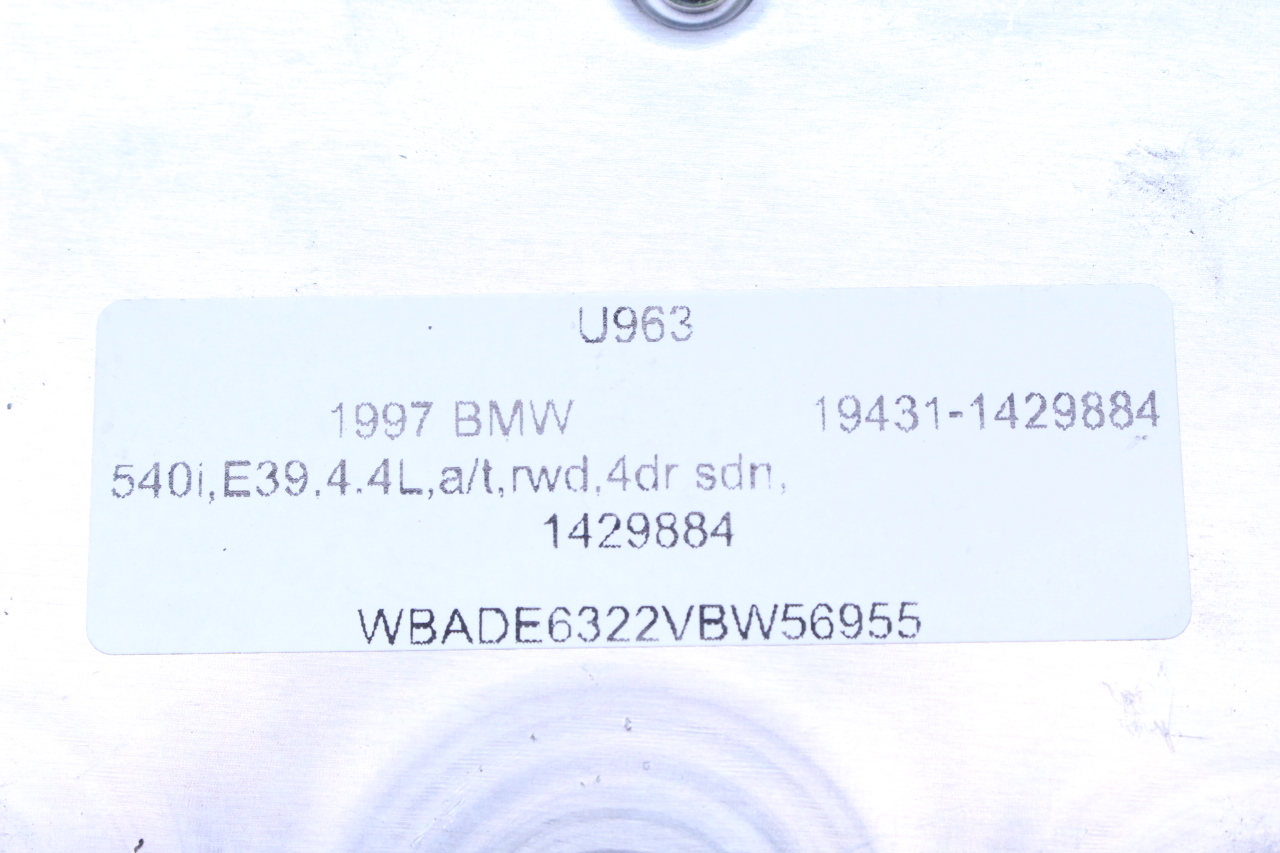 U963
1997 BMW 19431-1429884
540i,E39,4.4L,a/t,rwd,4dr sdn,
1429884
WBADE6322VBW56955